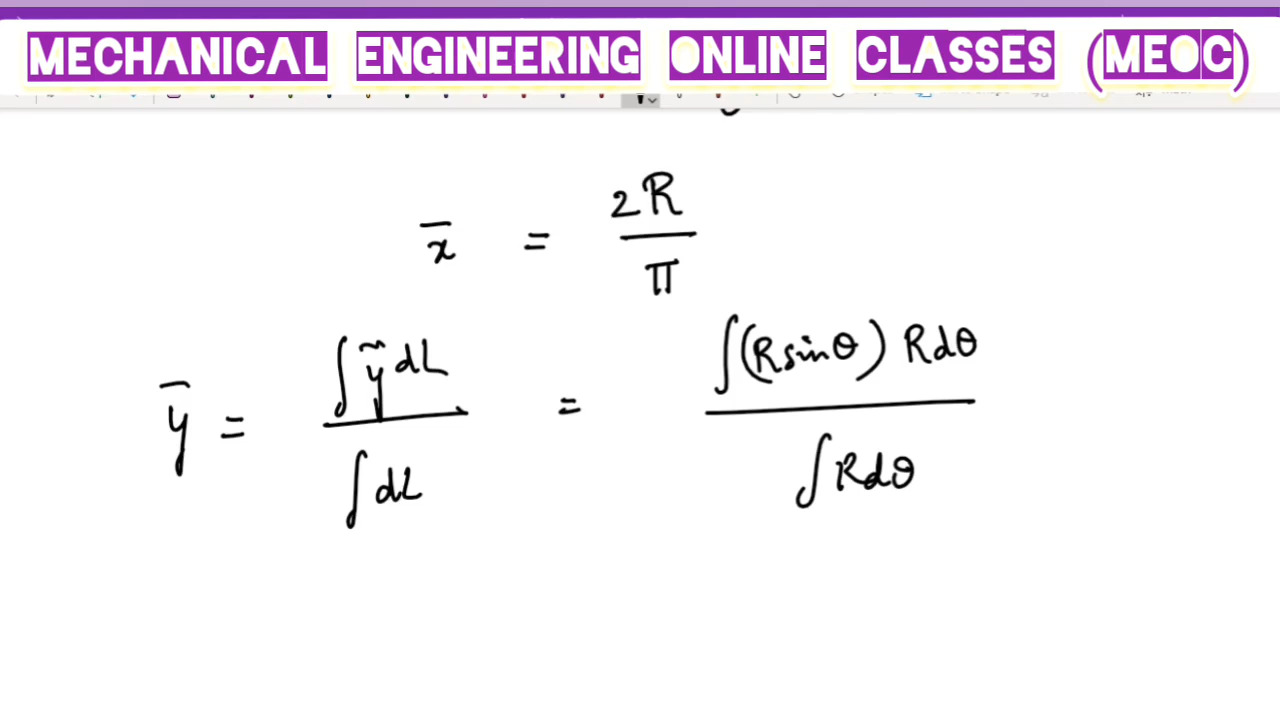 MECHANICAL ENGINEERING ONLINE CLASSES (MEOC)
x̄ = 2R / π
ȳ = ∫ỹ dL / ∫dL = ∫(R sinθ) R dθ / ∫R dθ